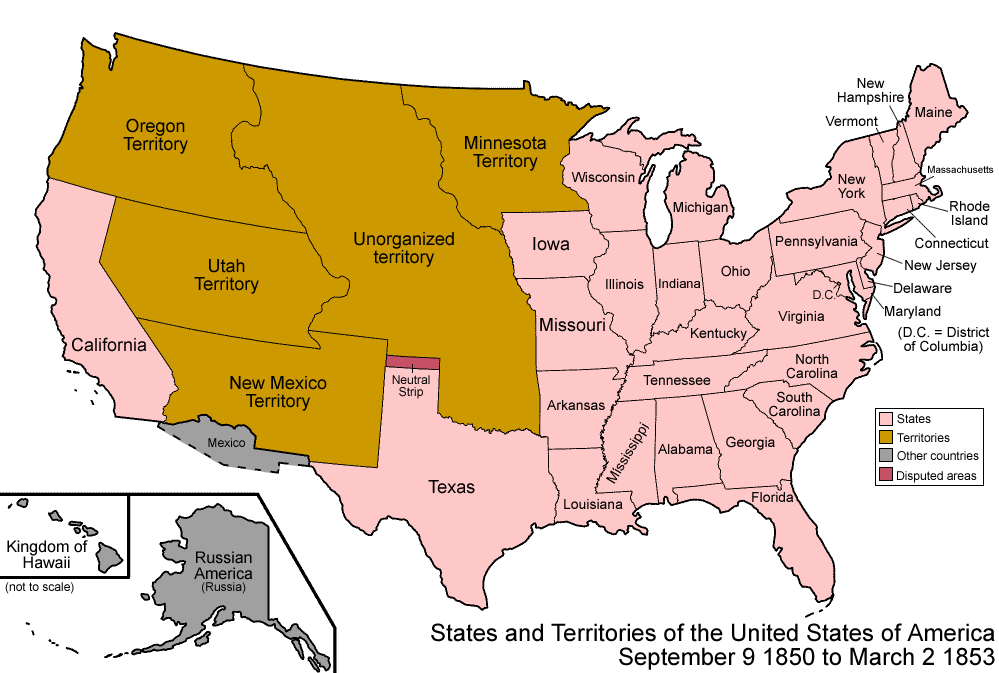 Oregon
Territory
Minnesota
Territory
Unorganized
territory
Utah
Territory
New Mexico
Territory
California
Neutral
Strip
Mexico
Texas
Wisconsin
Michigan
Iowa
Illinois
Indiana
Ohio
Missouri
Kentucky
Tennessee
Arkansas
Mississippi
Alabama
Georgia
Louisiana
Florida
South
Carolina
North
Carolina
Virginia
D.C.
Pennsylvania
New
York
Vermont
New
Hampshire
Maine
Massachusetts
Rhode
Island
Connecticut
New Jersey
Delaware
Maryland
(D.C. = District
of Columbia)
States
Territories
Other countries
Disputed areas
Kingdom of
Hawaii
(not to scale)
Russian
America
(Russia)
States and Territories of the United States of America
September 9 1850 to March 2 1853